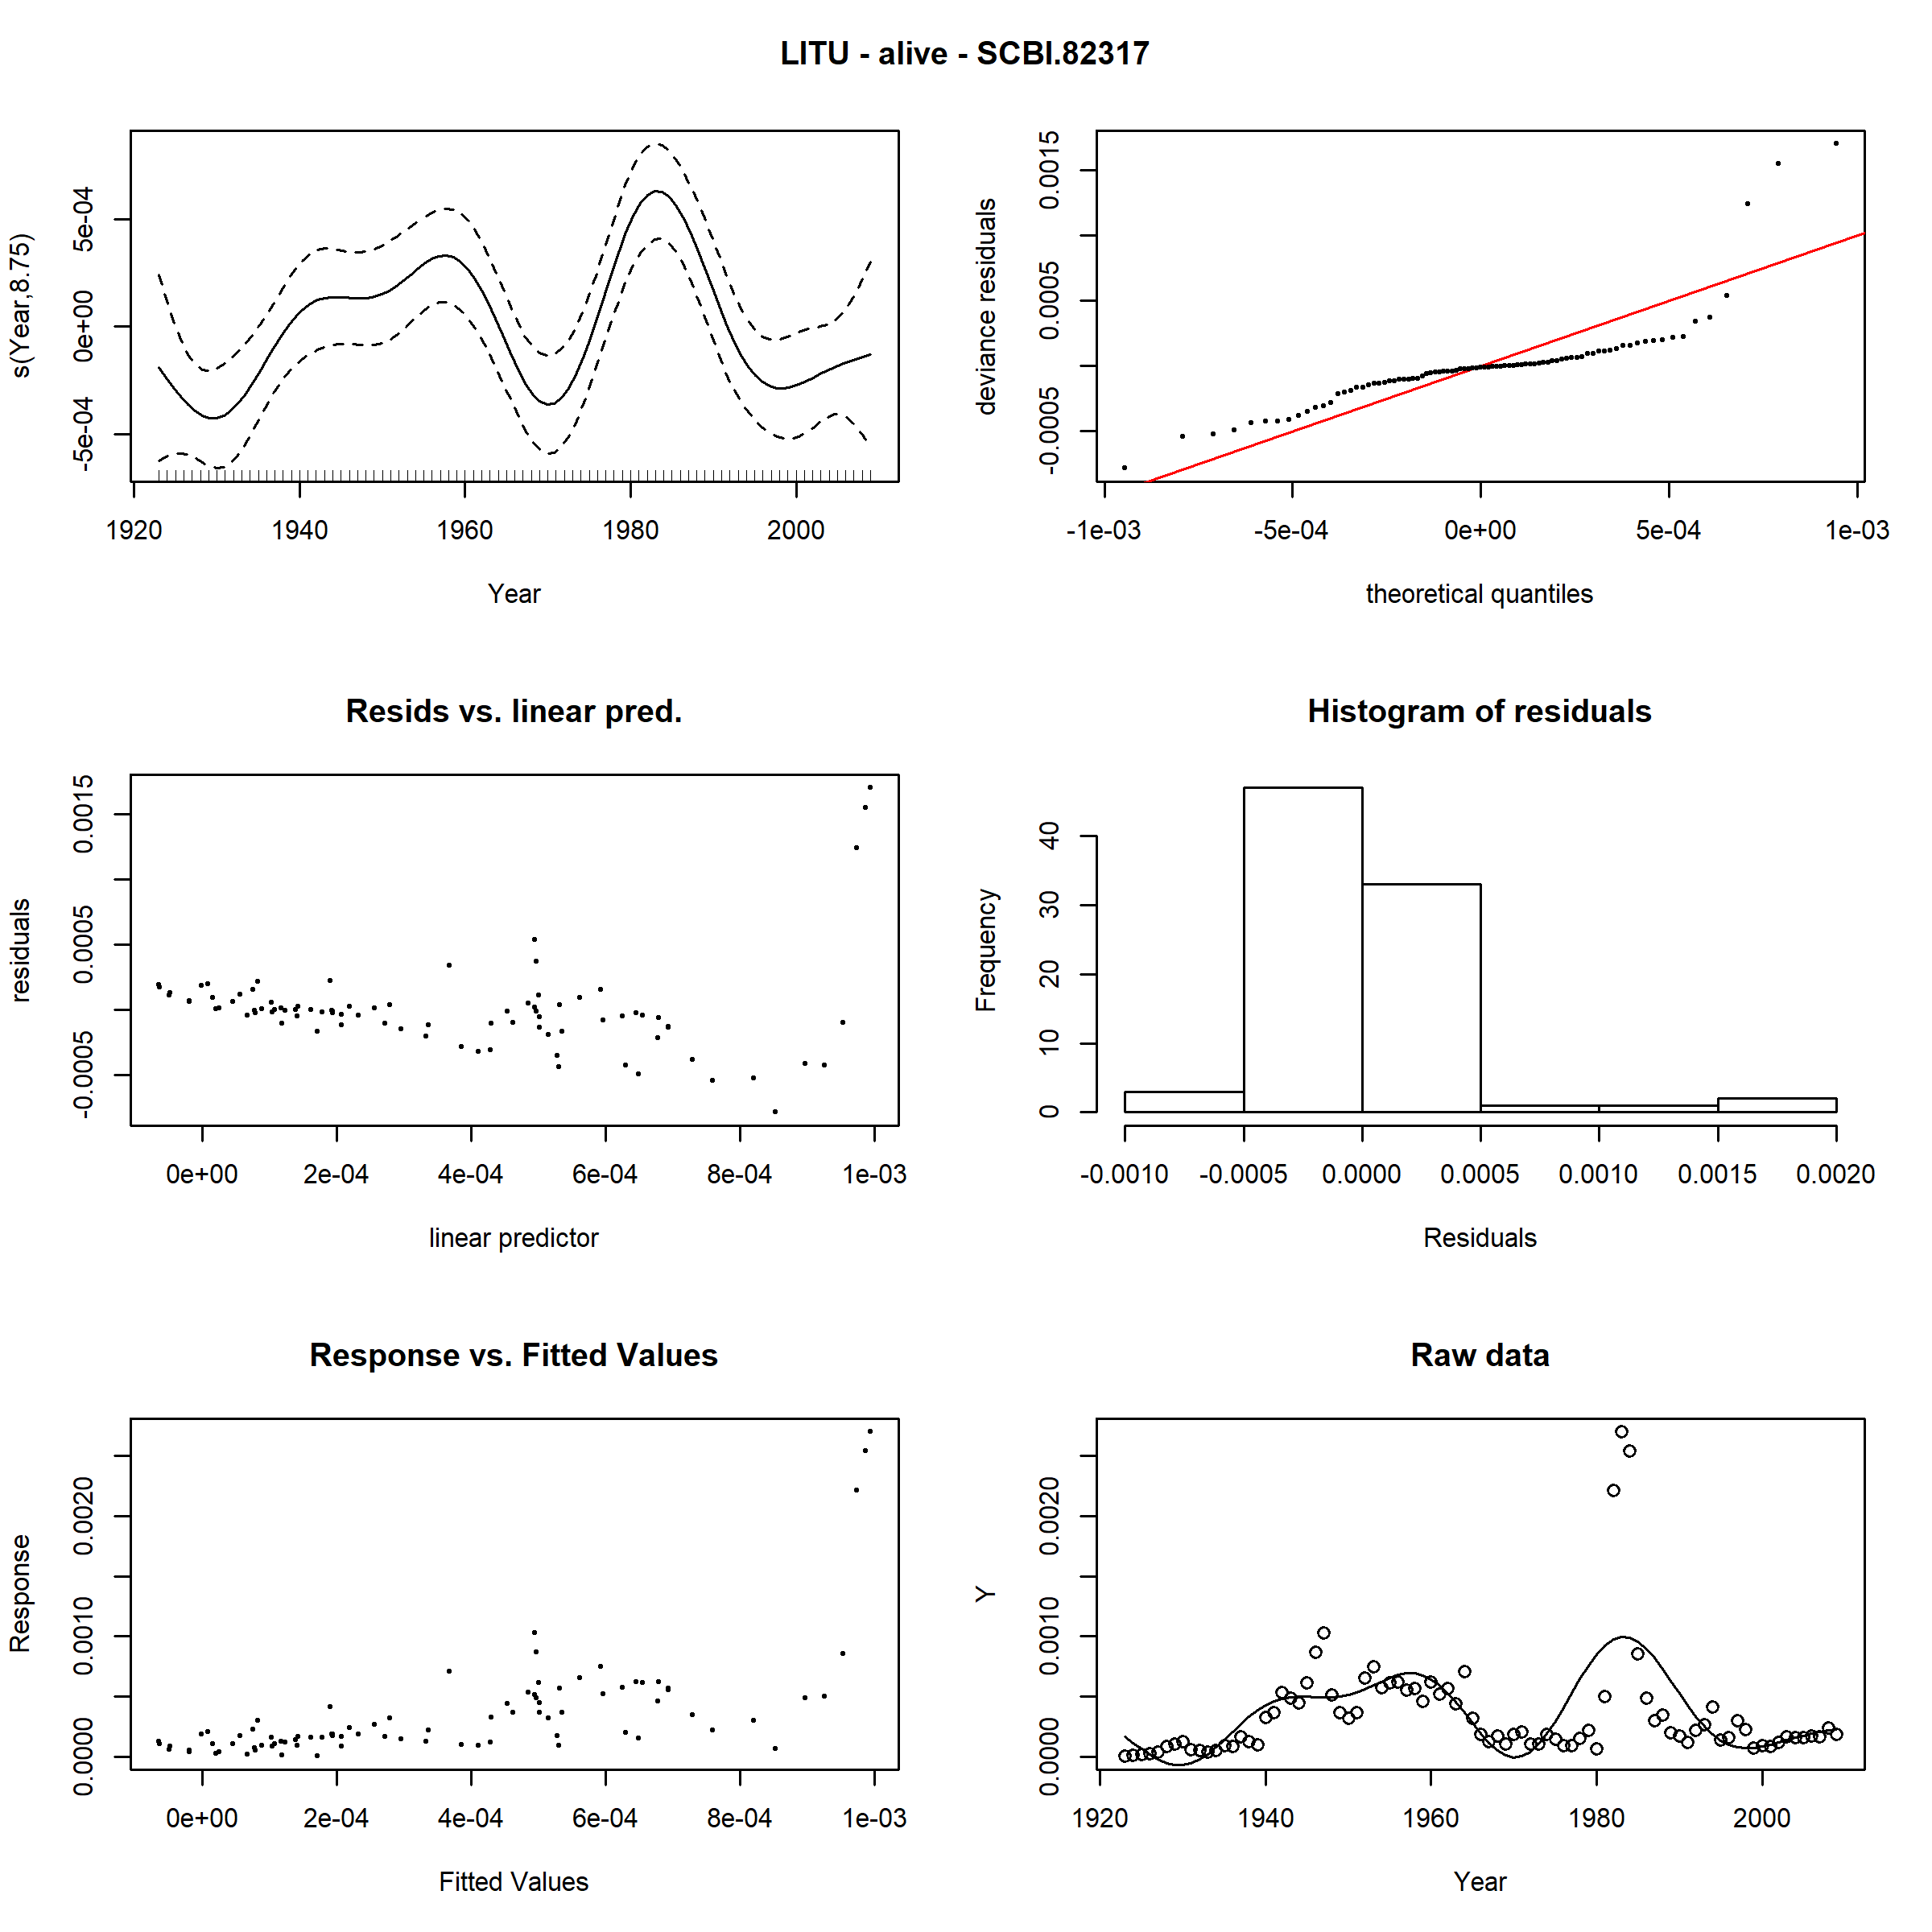 LITU - alive - SCBI.82317
s(Year,8.75)
-5e-04 0e+00 5e-04
1920 1940 1960 1980 2000
Year
deviance residuals
-0.0005 0.0005 0.0015
-1e-03 -5e-04 0e+00 5e-04 1e-03
theoretical quantiles
Resids vs. linear pred.
residuals
-0.0005 0.0005 0.0015
0e+00 2e-04 4e-04 6e-04 8e-04 1e-03
linear predictor
Histogram of residuals
Frequency
0 10 20 30 40
-0.0010 -0.0005 0.0000 0.0005 0.0010 0.0015 0.0020
Residuals
Response vs. Fitted Values
Response
0.0000 0.0010 0.0020
0e+00 2e-04 4e-04 6e-04 8e-04 1e-03
Fitted Values
Raw data
Y
0.0000 0.0010 0.0020
1920 1940 1960 1980 2000
Year